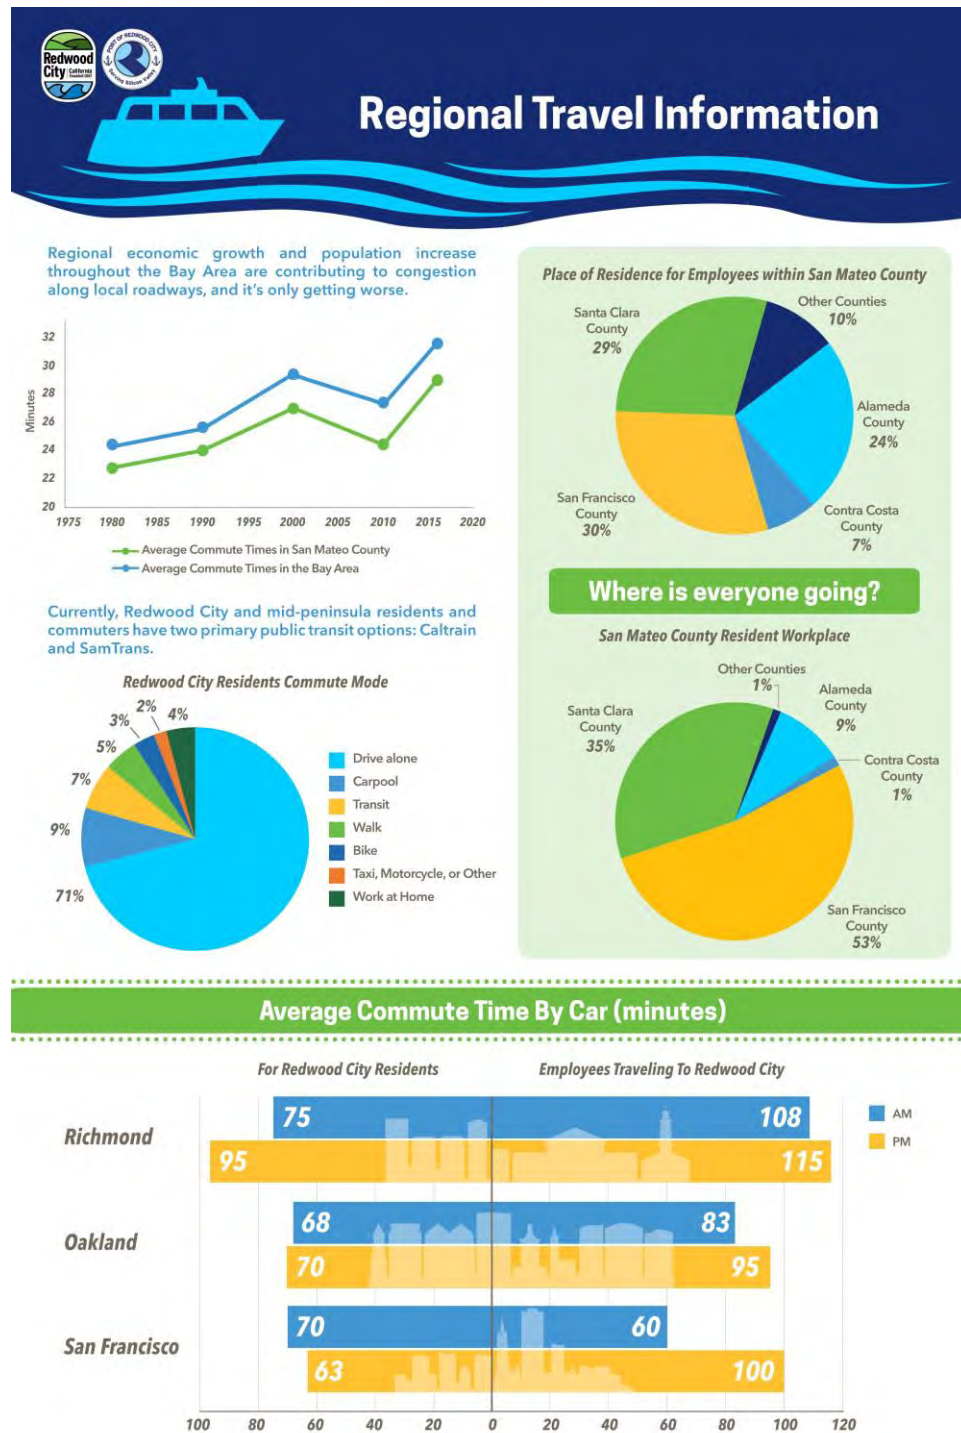 Redwood
City
California
Founded 1867
PORT OF REDWOOD CITY
Serving Silicon Valley
Regional Travel Information
Regional economic growth and population increase
throughout the Bay Area are contributing to congestion
along local roadways, and it's only getting worse.
32
30
28
26
24
22
20
Minutes
1975 1980 1985 1990 1995 2000 2005 2010 2015 2020
Average Commute Times in San Mateo County
Average Commute Times in the Bay Area
Currently, Redwood City and mid-peninsula residents and
commuters have two primary public transit options: Caltrain
and SamTrans.
Redwood City Residents Commute Mode
4%
2%
3%
5%
7%
9%
71%
Drive alone
Carpool
Transit
Walk
Bike
Taxi, Motorcycle, or Other
Work at Home
Place of Residence for Employees within San Mateo County
Other Counties
10%
Santa Clara
County
29%
Alameda
County
24%
San Francisco
County
30%
Contra Costa
County
7%
Where is everyone going?
San Mateo County Resident Workplace
Other Counties
1%
Alameda
County
9%
Santa Clara
County
35%
Contra Costa
County
1%
San Francisco
County
53%
Average Commute Time By Car (minutes)
For Redwood City Residents
Employees Traveling To Redwood City
AM
PM
Richmond
75 108
95 115
Oakland
68 83
70 95
San Francisco
70 60
63 100
100 80 60 40 20 0 20 40 60 80 100 120